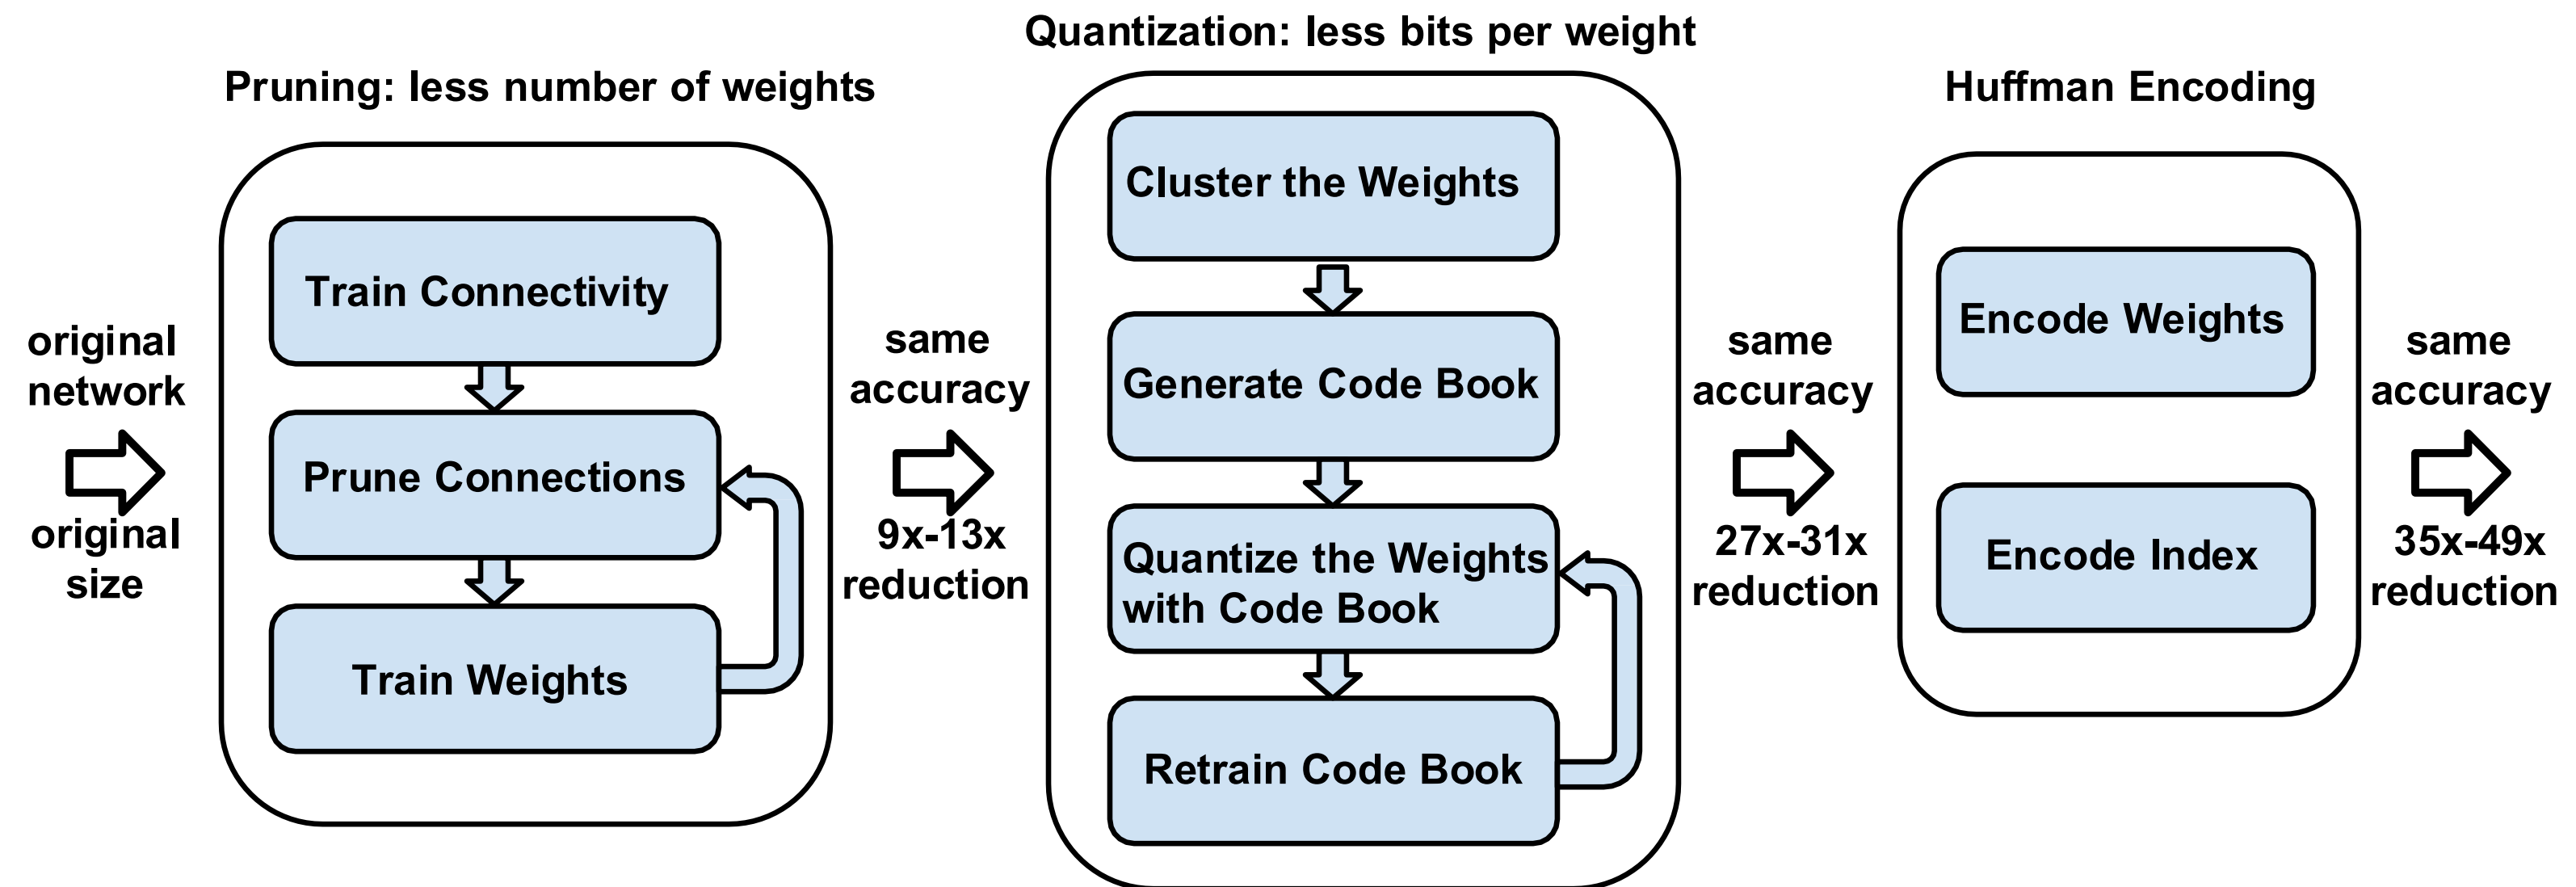 original
network
original
size
Pruning: less number of weights
Train Connectivity
Prune Connections
Train Weights
same
accuracy
9x-13x
reduction
Quantization: less bits per weight
Cluster the Weights
Generate Code Book
Quantize the Weights
with Code Book
Retrain Code Book
same
accuracy
27x-31x
reduction
Huffman Encoding
Encode Weights
Encode Index
same
accuracy
35x-49x
reduction